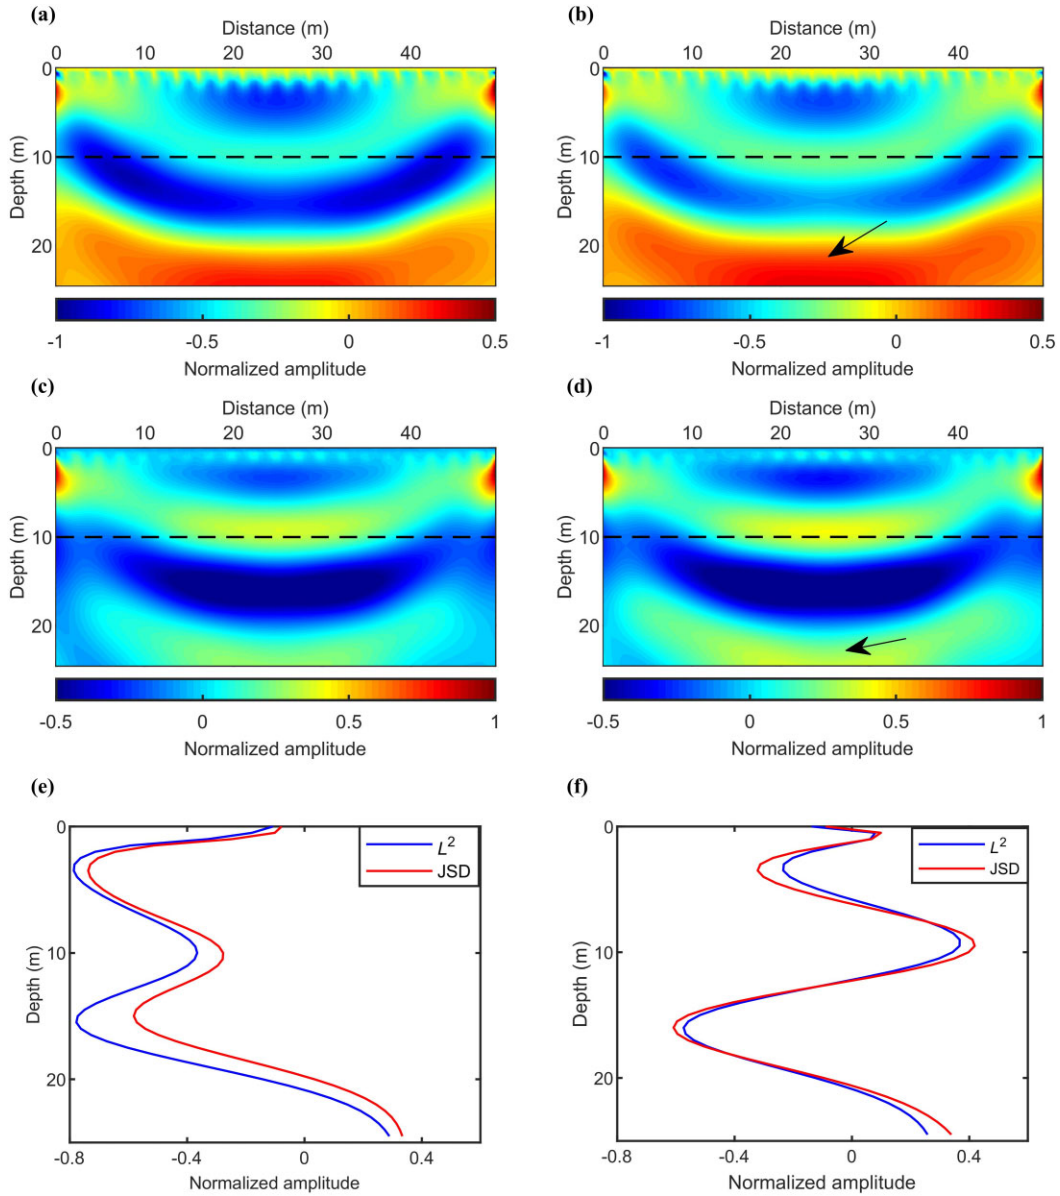 (a)
(b)
Distance (m)
Distance (m)
0 10 20 30 40
0 10 20 30 40
0
10
20
Depth (m)
0
10
20
Depth (m)
-1 -0.5 0 0.5
-1 -0.5 0 0.5
Normalized amplitude
Normalized amplitude
(c)
(d)
Distance (m)
Distance (m)
0 10 20 30 40
0 10 20 30 40
0
10
20
Depth (m)
0
10
20
Depth (m)
-0.5 0 0.5 1
-0.5 0 0.5 1
Normalized amplitude
Normalized amplitude
(e)
(f)
0
10
20
Depth (m)
L²
JSD
0
10
20
Depth (m)
L²
JSD
-0.8 -0.4 0 0.4
-0.8 -0.4 0 0.4
Normalized amplitude
Normalized amplitude